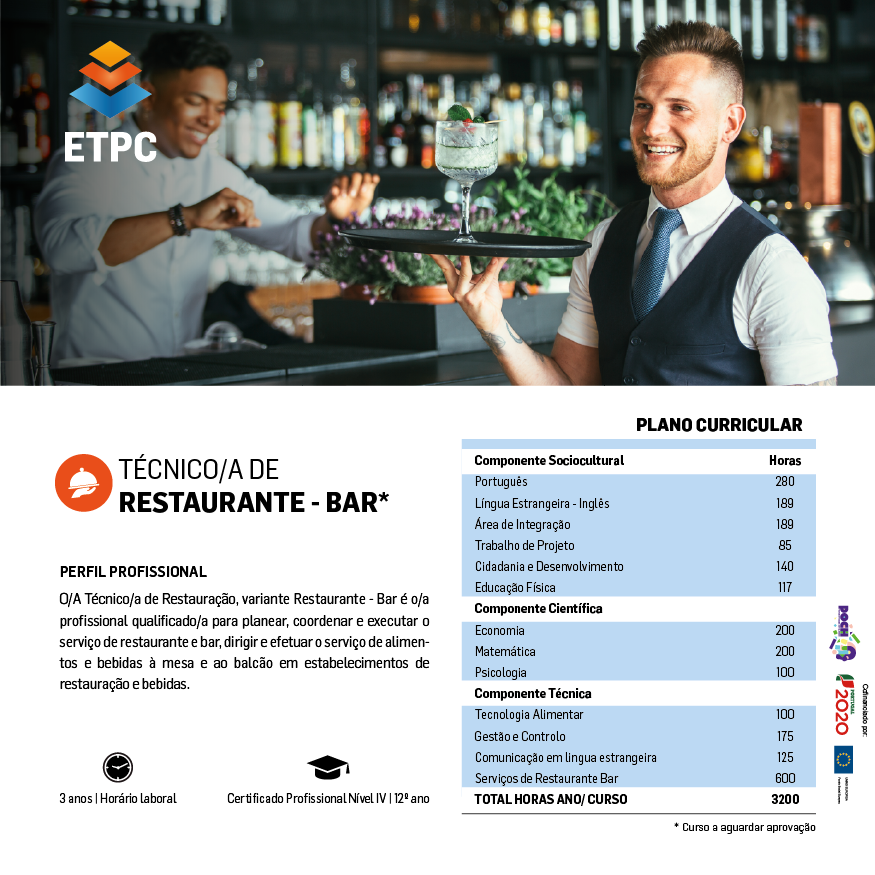 ETPC
TÉCNICO/A DE
RESTAURANTE - BAR*
PERFIL PROFISSIONAL
O/A Técnico/a de Restauração, variante Restaurante - Bar é o/a
profissional qualificado/a para planear, coordenar e executar o
serviço de restaurante e bar, dirigir e efetuar o serviço de alimen-
tos e bebidas à mesa e ao balcão em estabelecimentos de
restauração e bebidas.
3 anos | Horário laboral
Certificado Profissional Nível IV | 12º ano
PLANO CURRICULAR
Componente Sociocultural Horas
Português 280
Língua Estrangeira - Inglês 189
Área de Integração 189
Trabalho de Projeto 85
Cidadania e Desenvolvimento 140
Educação Física 117
Componente Científica
Economia 200
Matemática 200
Psicologia 100
Componente Técnica
Tecnologia Alimentar 100
Gestão e Controlo 175
Comunicação em lingua estrangeira 125
Serviços de Restaurante Bar 600
TOTAL HORAS ANO/ CURSO 3200
* Curso a aguardar aprovação
Cofinanciado por:
POCH
PORTUGAL
2020